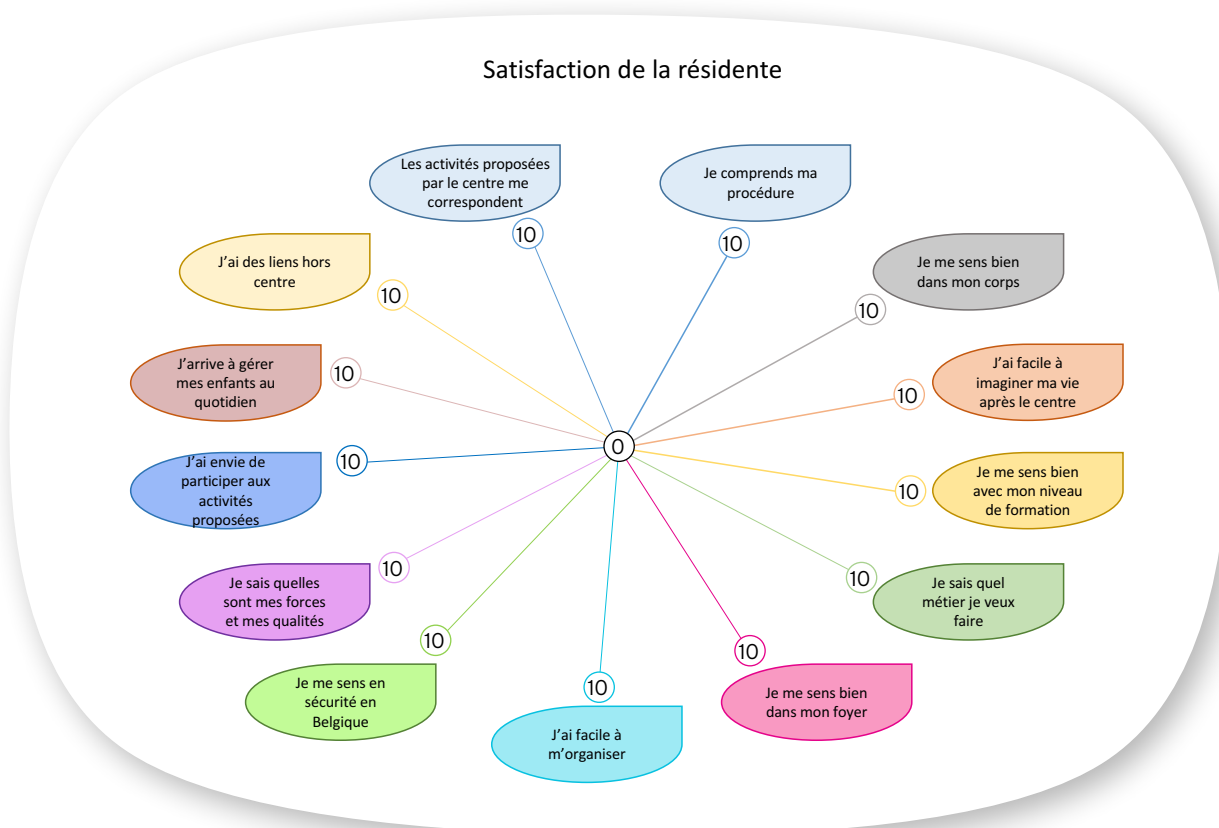 Satisfaction de la résidente
Les activités proposées
par le centre me
correspondent
10
Je comprends ma
procédure
10
J'ai des liens hors
centre
10
Je me sens bien
dans mon corps
10
J'arrive à gérer
mes enfants au
quotidien
10
J'ai facile à
imaginer ma vie
après le centre
10
0
J'ai envie de
participer aux
activités
proposées
10
Je me sens bien
avec mon niveau
de formation
10
Je sais quelles
sont mes forces
et mes qualités
10
Je sais quel
métier je veux
faire
10
Je me sens en
sécurité en
Belgique
10
J'ai facile à
m'organiser
10
Je me sens bien
dans mon foyer
10